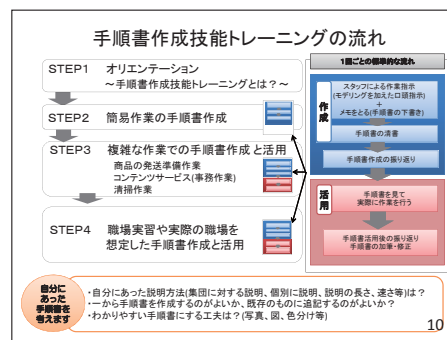 手順書作成技能トレーニングの流れ
STEP1 オリエンテーション
～手順書作成技能トレーニングとは？～
STEP2 簡易作業の手順書作成
STEP3 複雑な作業での手順書作成と活用
商品の発送準備作業
コンテンツサービス(事務作業)
清掃作業
STEP4 職場実習や実際の職場を
想定した手順書作成と活用
1回ごとの標準的な流れ
作成
スタッフによる作業指示
(モデリングを加えた口頭指示)
＋
メモをとる(手順書の下書き)
手順書の清書
手順書作成の振り返り
活用
手順書を見て
実際に作業を行う
手順書活用後の振り返り
手順書の加筆・修正
自分に
あった
手順書を
考えます
・自分にあった説明方法(集団に対する説明、個別に説明、説明の長さ、速さ等)は？
・一から手順書を作成するのがよいか、既存のものに追記するのがよいか？
・わかりやすい手順書にする工夫は？(写真、図、色分け等)
10